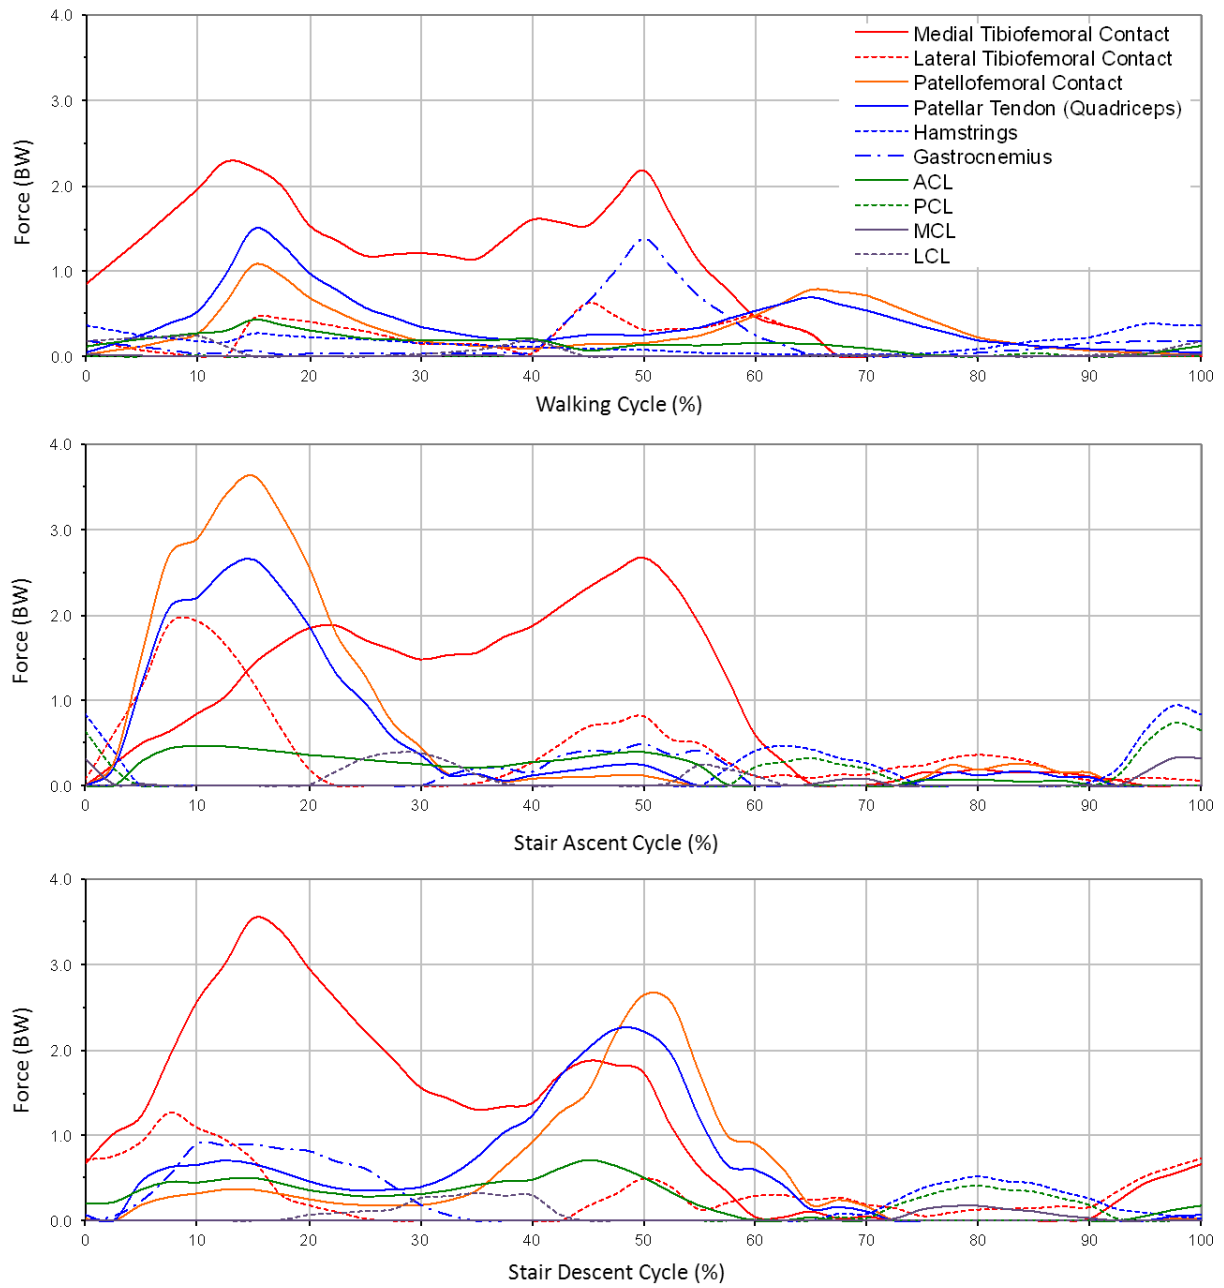 4.0
3.0
2.0
1.0
0.0
Force (BW)
Medial Tibiofemoral Contact
Lateral Tibiofemoral Contact
Patellofemoral Contact
Patellar Tendon (Quadriceps)
Hamstrings
Gastrocnemius
ACL
PCL
MCL
LCL
0 10 20 30 40 50 60 70 80 90 100
Walking Cycle (%)
4.0
3.0
2.0
1.0
0.0
Force (BW)
0 10 20 30 40 50 60 70 80 90 100
Stair Ascent Cycle (%)
4.0
3.0
2.0
1.0
0.0
Force (BW)
0 10 20 30 40 50 60 70 80 90 100
Stair Descent Cycle (%)